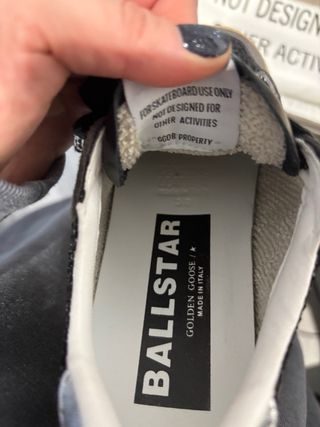 FOR SKATEBOARD USE ONLY
NOT DESIGNED FOR
OTHER ACTIVITIES
GGDB PROPERTY
NOT DESIGN
OTHER ACTIV
BALLSTAR
GOLDEN GOOSE /
MADE IN ITALY